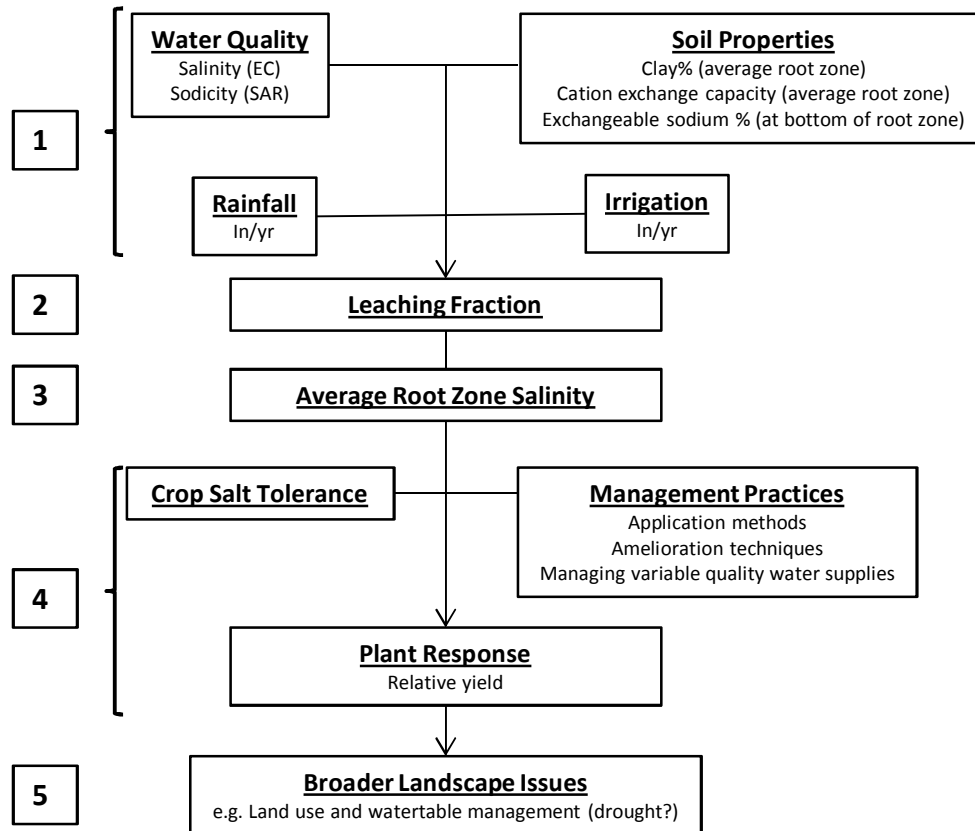 1
Water Quality
Salinity (EC)
Sodicity (SAR)
Soil Properties
Clay% (average root zone)
Cation exchange capacity (average root zone)
Exchangeable sodium % (at bottom of root zone)
Rainfall
In/yr
Irrigation
In/yr
2
Leaching Fraction
3
Average Root Zone Salinity
4
Crop Salt Tolerance
Management Practices
Application methods
Amelioration techniques
Managing variable quality water supplies
Plant Response
Relative yield
5
Broader Landscape Issues
e.g. Land use and watertable management (drought?)